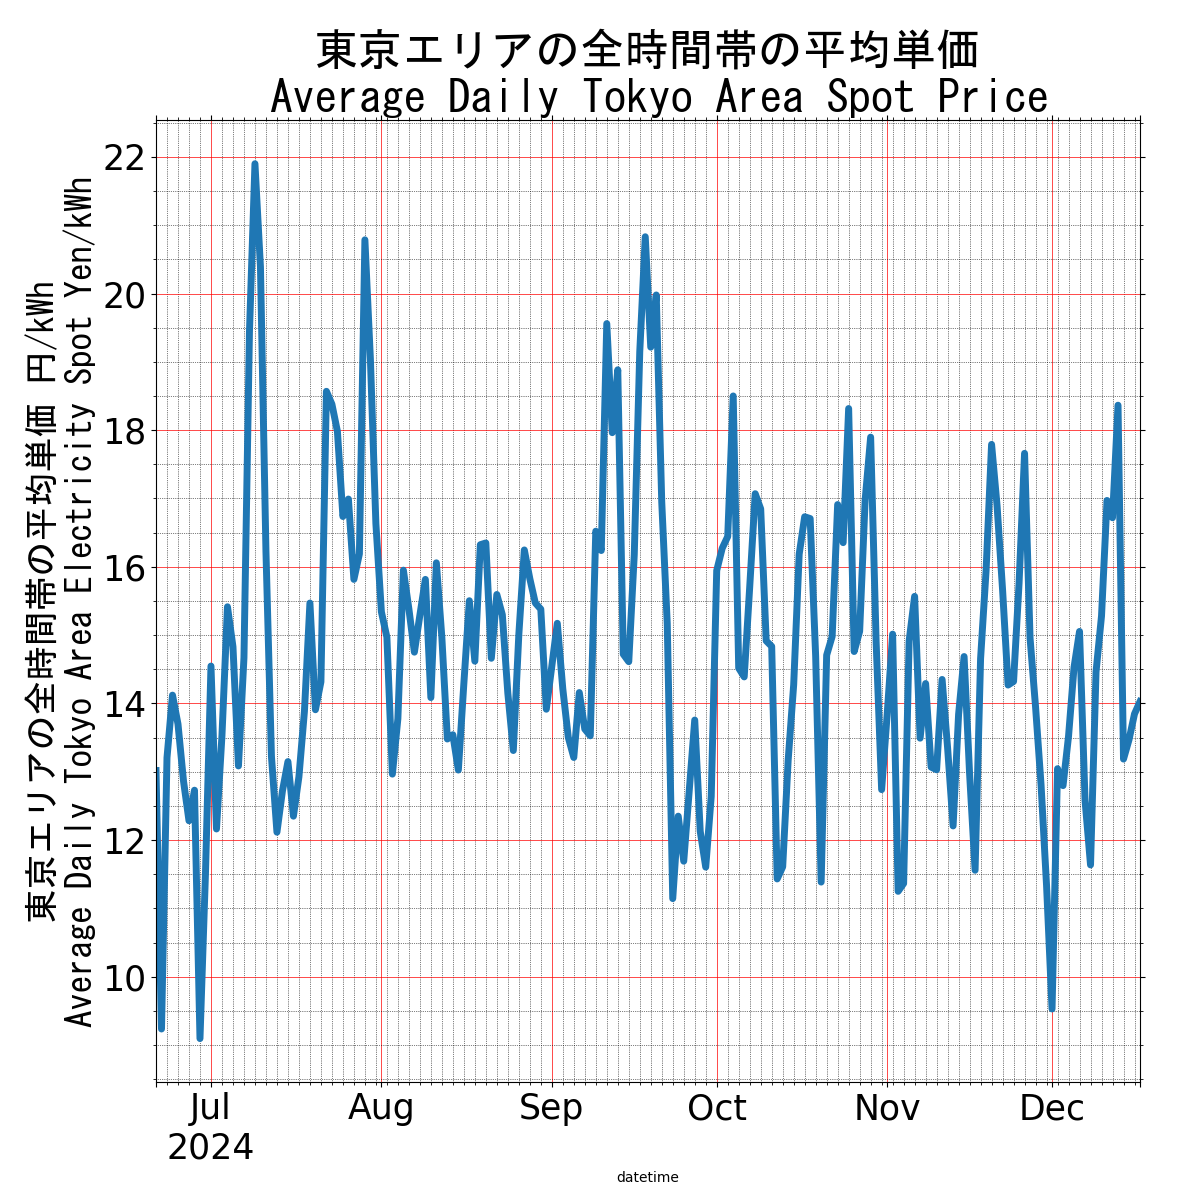 東京エリアの全時間帯の平均単価
Average Daily Tokyo Area Spot Price
東京エリアの全時間帯の平均単価 円/kWh
Average Daily Tokyo Area Electricity Spot Yen/kWh
22
20
18
16
14
12
10
Jul Aug Sep Oct Nov Dec
2024
datetime